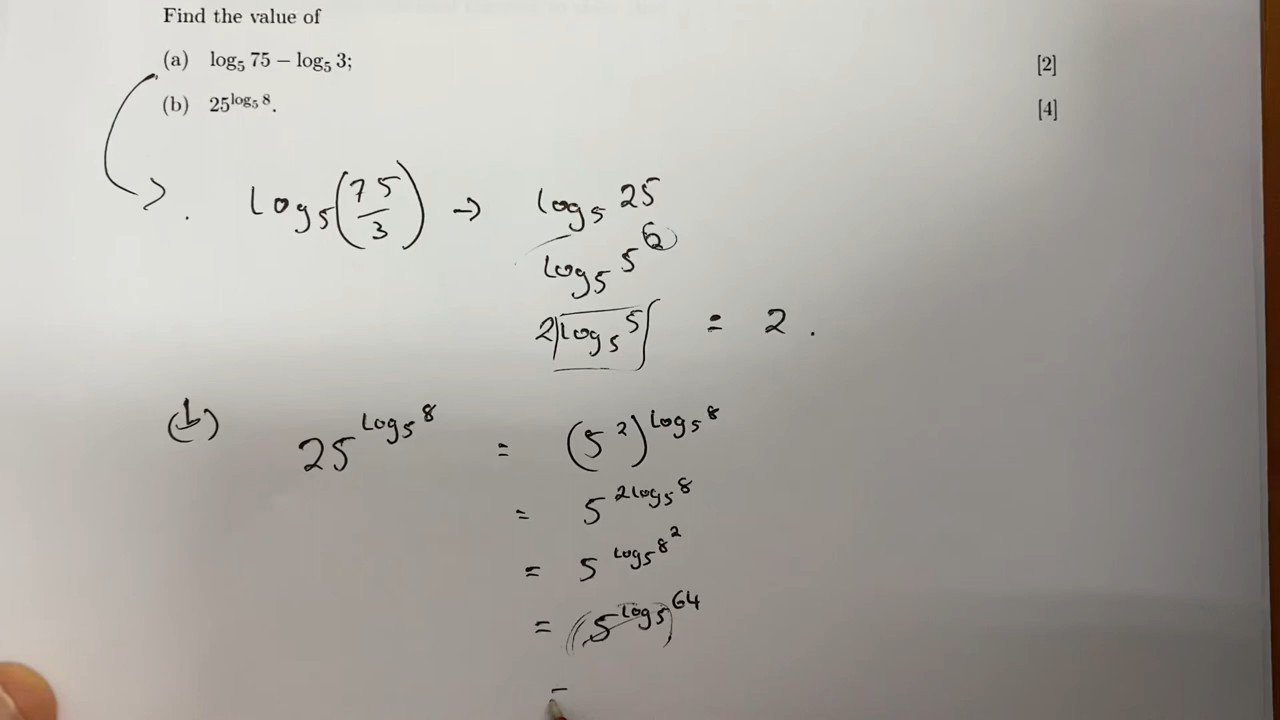 Find the value of
(a) log₅ 75 − log₅ 3; [2]
(b) 25^(log₅ 8). [4]
log₅(75/3) → log₅ 25
log₅ 5^2
2 log₅ 5 = 2.
(b) 25^(log₅ 8) = (5²)^(log₅ 8)
= 5^(2log₅ 8)
= 5^(log₅ 8²)
= (5^(log₅) 64
=